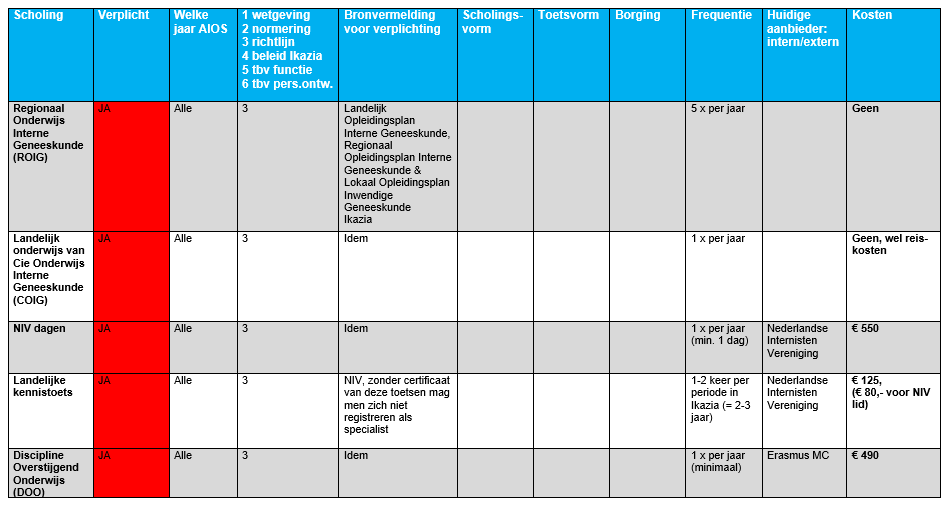 Scholing
Verplicht
Welke
jaar AIOS
1 wetgeving
2 normering
3 richtlijn
4 beleid Ikazia
5 tbv functie
6 tbv pers.ontw.
Bronvermelding
voor verplichting
Scholings-
vorm
Toetsvorm
Borging
Frequentie
Huidige
aanbieder:
intern/extern
Kosten
Regionaal
Onderwijs
Interne
Geneeskunde
(ROIG)
JA
Alle
3
Landelijk
Opleidingsplan
Interne Geneeskunde,
Regionaal
Opleidingsplan Interne
Geneeskunde &
Lokaal Opleidingsplan
Inwendige
Geneeskunde
Ikazia
5 x per jaar
Geen
Landelijk
onderwijs van
Cie Onderwijs
Interne
Geneeskunde
(COIG)
JA
Alle
3
Idem
1 x per jaar
Geen, wel reis-
kosten
NIV dagen
JA
Alle
3
Idem
1 x per jaar
(min. 1 dag)
Nederlandse
Internisten
Vereniging
€ 550
Landelijke
kennistoets
JA
Alle
3
NIV, zonder certificaat
van deze toetsen mag
men zich niet
registreren als
specialist
1-2 keer per
periode in
Ikazia (= 2-3
jaar)
Nederlandse
Internisten
Vereniging
€ 125,
(€ 80,- voor NIV
lid)
Discipline
Overstijgend
Onderwijs
(DOO)
JA
Alle
3
Idem
1 x per jaar
(minimaal)
Erasmus MC
€ 490